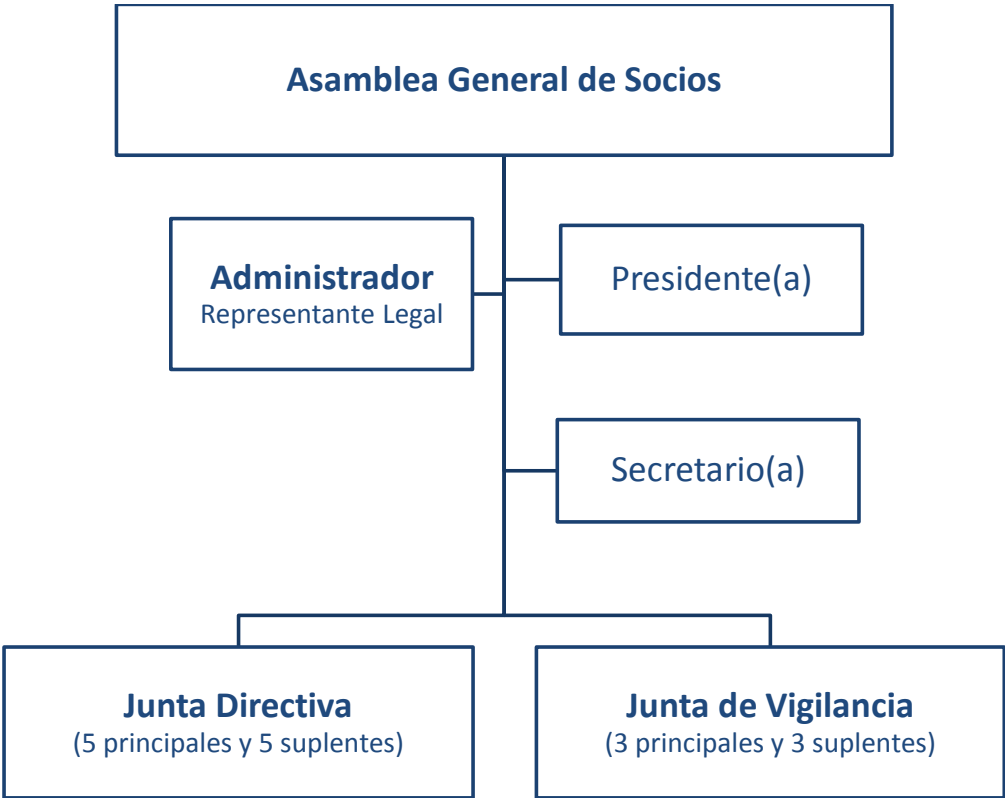 Asamblea General de Socios
Administrador
Representante Legal
Presidente(a)
Secretario(a)
Junta Directiva
(5 principales y 5 suplentes)
Junta de Vigilancia
(3 principales y 3 suplentes)